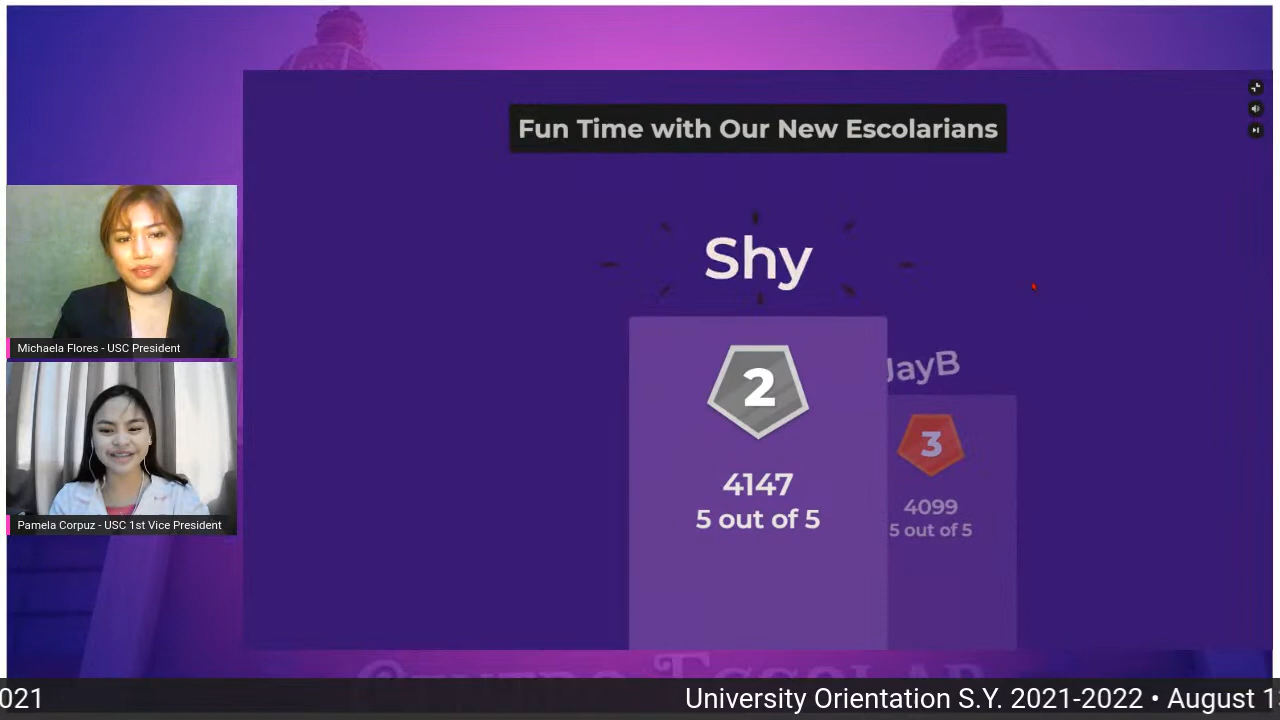 Fun Time with Our New Escolarians
Shy
2
4147
5 out of 5
JayB
3
4099
5 out of 5
Michaela Flores - USC President
Pamela Corpuz - USC 1st Vice President
021
University Orientation S.Y. 2021-2022 • August 1